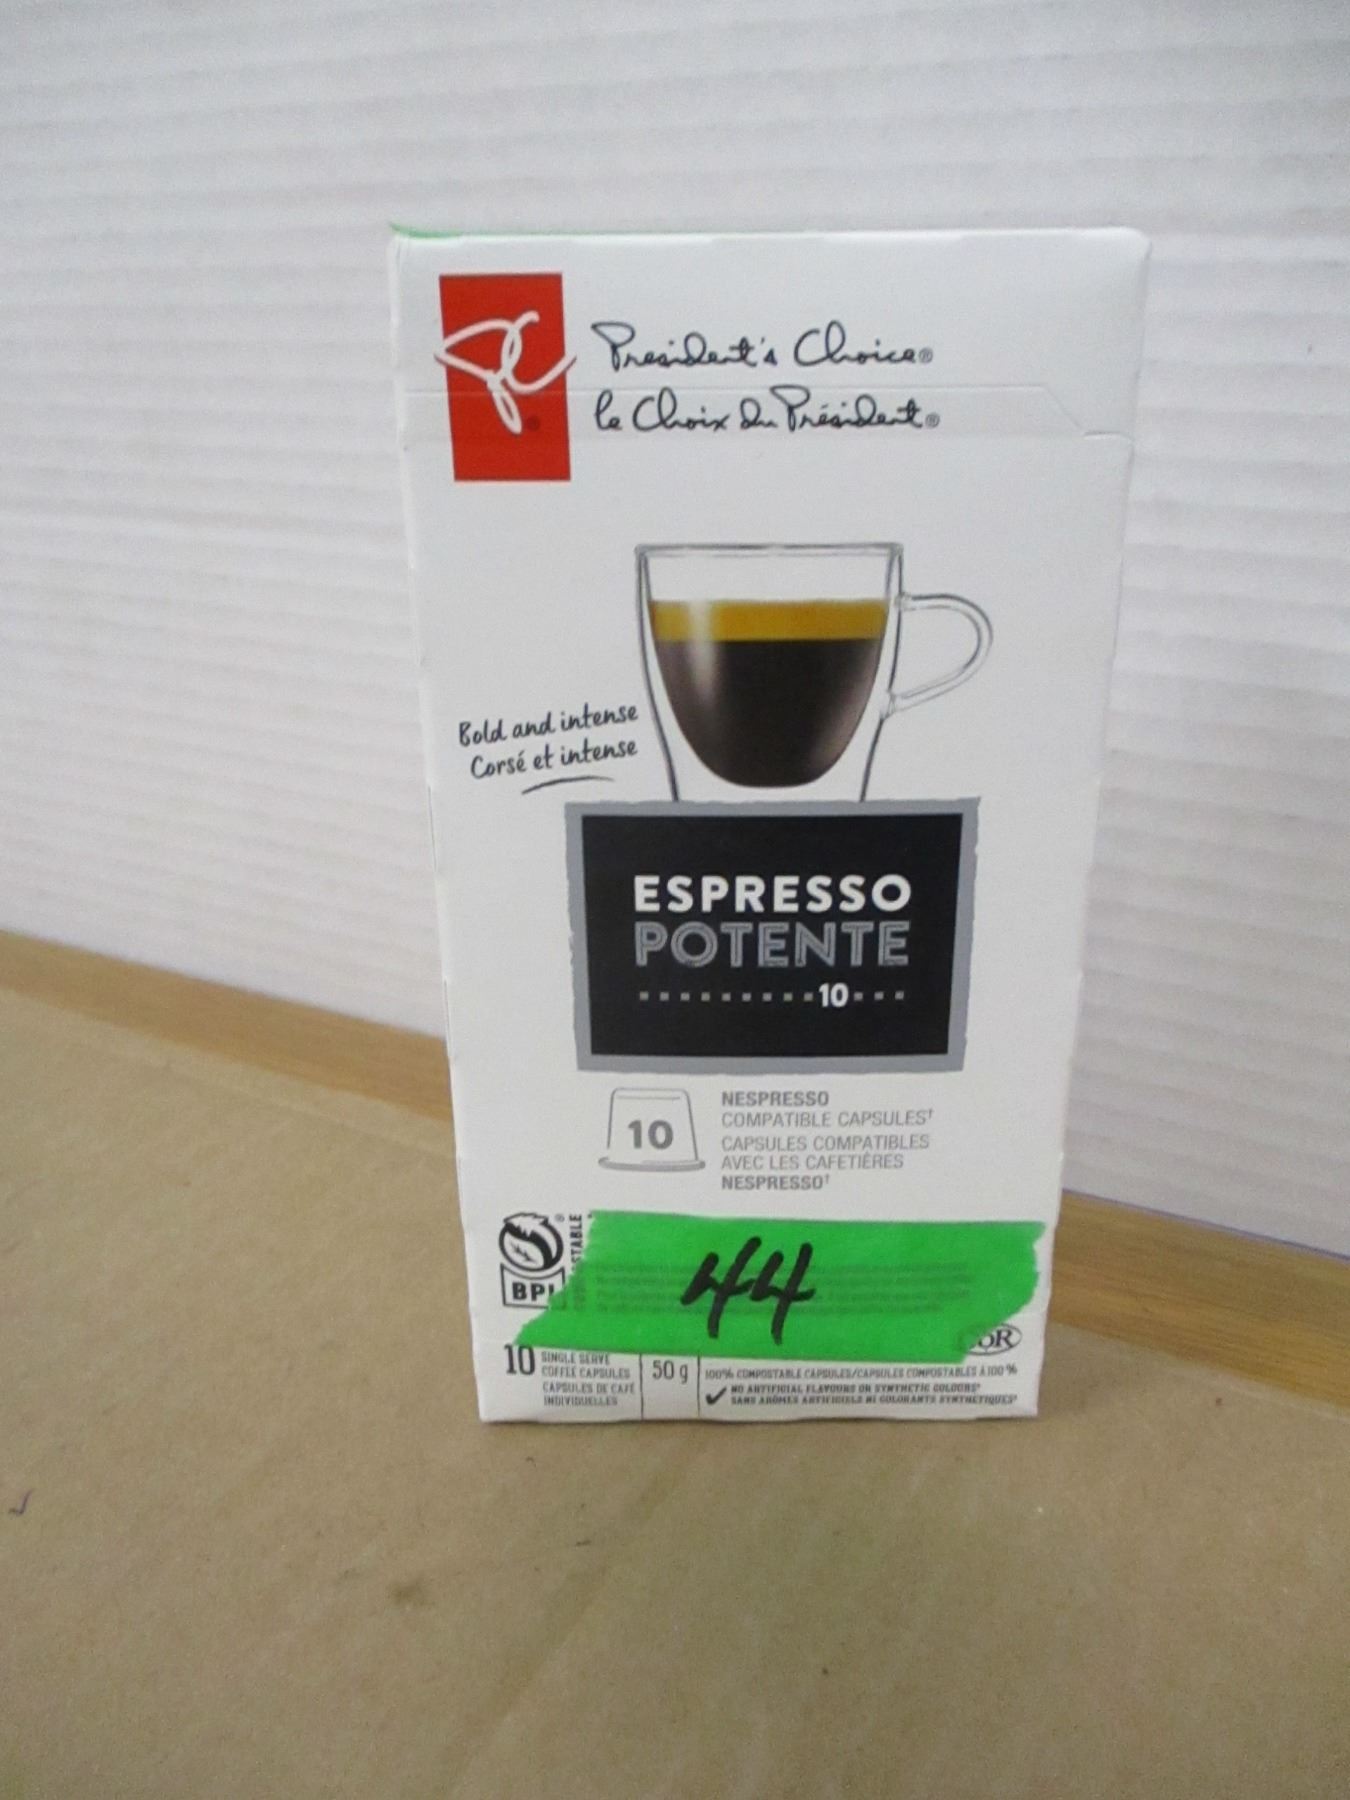 President's Choice®
le Choix du Président®
Bold and intense
Corsé et intense
ESPRESSO
POTENTE
10
10
NESPRESSO
COMPATIBLE CAPSULES†
CAPSULES COMPATIBLES
AVEC LES CAFETIÈRES
NESPRESSO†
BPI
44
COR
10 SINGLE SERVE
COFFEE CAPSULES
CAPSULES DE CAFÉ
INDIVIDUELLES
50 g
100% COMPOSTABLE CAPSULES/CAPSULES COMPOSTABLES À 100 %
NO ARTIFICIAL FLAVOURS OR SYNTHETIC COLOURS*
SANS ARÔMES ARTIFICIELS NI COLORANTS SYNTHÉTIQUES*